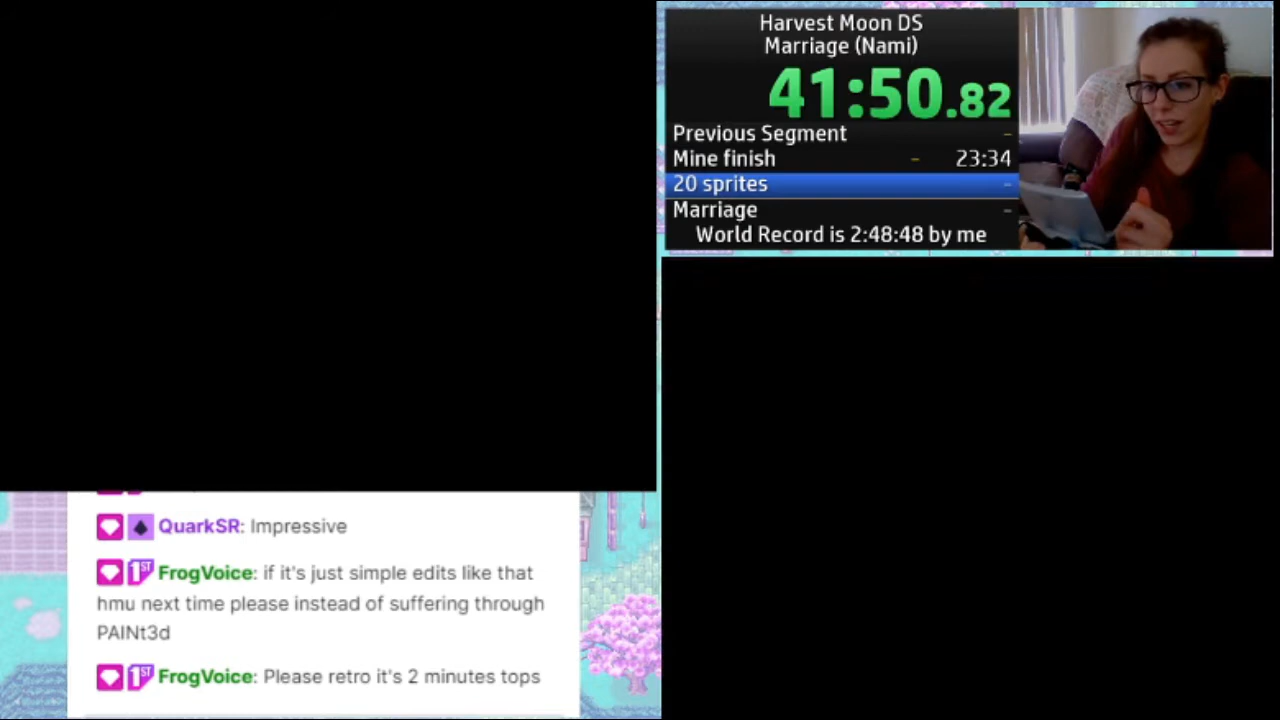 Harvest Moon DS
Marriage (Nami)
41:50.82
Previous Segment -
Mine finish - 23:34
20 sprites -
Marriage -
World Record is 2:48:48 by me
QuarkSR: Impressive
1ST FrogVoice: if it's just simple edits like that
hmu next time please instead of suffering through
PAINt3d
1ST FrogVoice: Please retro it's 2 minutes tops